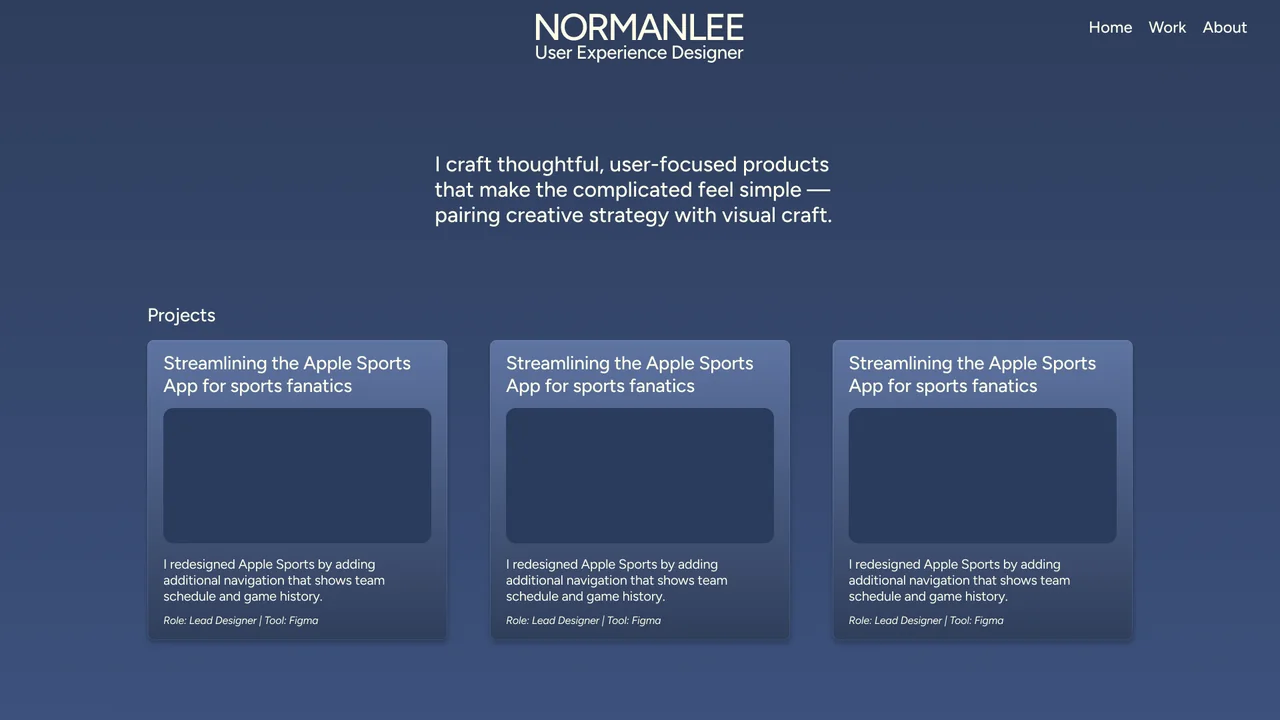 NORMANLEE
User Experience Designer
Home Work About
I craft thoughtful, user-focused products
that make the complicated feel simple —
pairing creative strategy with visual craft.
Projects
Streamlining the Apple Sports
App for sports fanatics
I redesigned Apple Sports by adding
additional navigation that shows team
schedule and game history.
Role: Lead Designer | Tool: Figma
Streamlining the Apple Sports
App for sports fanatics
I redesigned Apple Sports by adding
additional navigation that shows team
schedule and game history.
Role: Lead Designer | Tool: Figma
Streamlining the Apple Sports
App for sports fanatics
I redesigned Apple Sports by adding
additional navigation that shows team
schedule and game history.
Role: Lead Designer | Tool: Figma